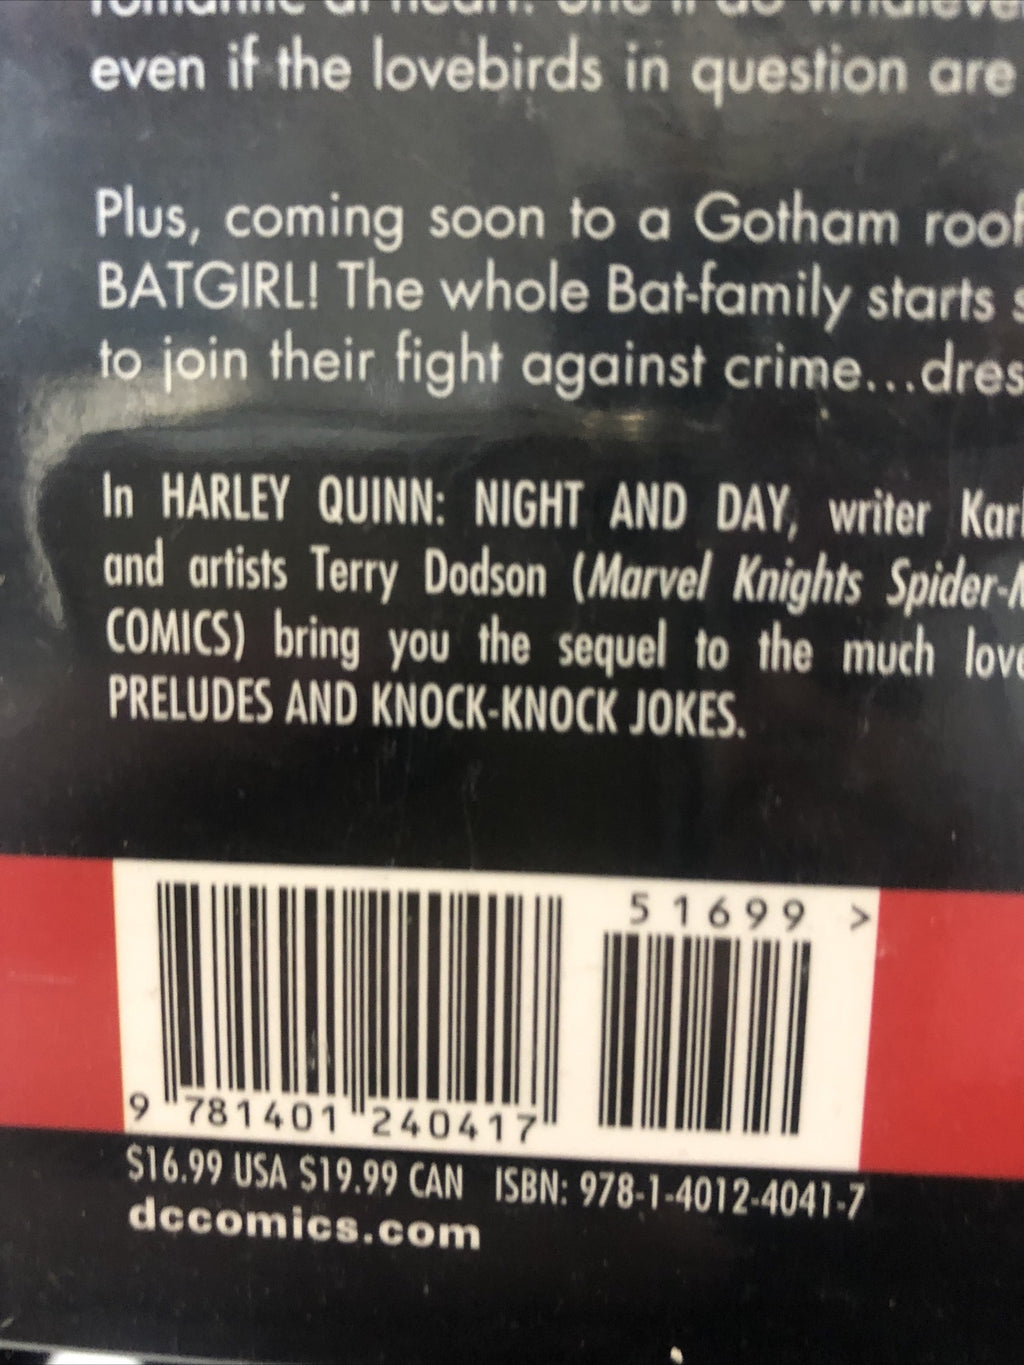 even if the lovebirds in question are
Plus, coming soon to a Gotham roof
BATGIRL! The whole Bat-family starts s
to join their fight against crime...dres
In HARLEY QUINN: NIGHT AND DAY, writer Karl
and artists Terry Dodson (Marvel Knights Spider-M
COMICS) bring you the sequel to the much love
PRELUDES AND KNOCK-KNOCK JOKES.
51699 >
9 781401 240417
$16.99 USA $19.99 CAN ISBN: 978-1-4012-4041-7
dccomics.com